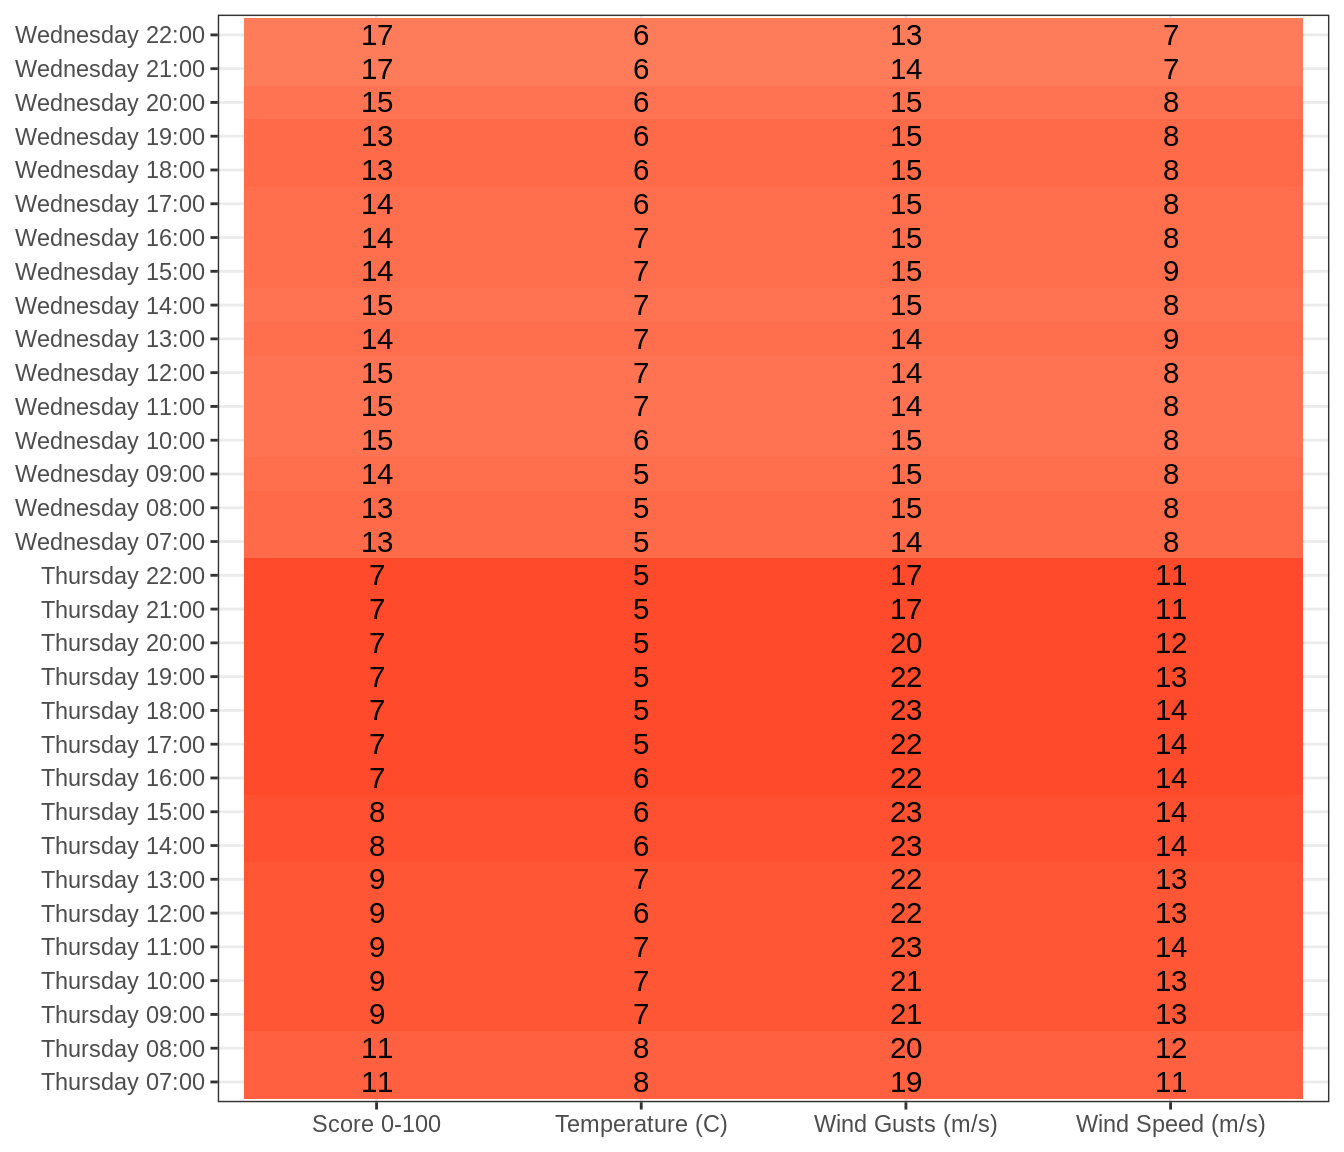 Wednesday 22:00 17 6 13 7
Wednesday 21:00 17 6 14 7
Wednesday 20:00 15 6 15 8
Wednesday 19:00 13 6 15 8
Wednesday 18:00 13 6 15 8
Wednesday 17:00 14 6 15 8
Wednesday 16:00 14 7 15 8
Wednesday 15:00 14 7 15 9
Wednesday 14:00 15 7 15 8
Wednesday 13:00 14 7 14 9
Wednesday 12:00 15 7 14 8
Wednesday 11:00 15 7 14 8
Wednesday 10:00 15 6 15 8
Wednesday 09:00 14 5 15 8
Wednesday 08:00 13 5 15 8
Wednesday 07:00 13 5 14 8
Thursday 22:00 7 5 17 11
Thursday 21:00 7 5 17 11
Thursday 20:00 7 5 20 12
Thursday 19:00 7 5 22 13
Thursday 18:00 7 5 23 14
Thursday 17:00 7 5 22 14
Thursday 16:00 7 6 22 14
Thursday 15:00 8 6 23 14
Thursday 14:00 8 6 23 14
Thursday 13:00 9 7 22 13
Thursday 12:00 9 6 22 13
Thursday 11:00 9 7 23 14
Thursday 10:00 9 7 21 13
Thursday 09:00 9 7 21 13
Thursday 08:00 11 8 20 12
Thursday 07:00 11 8 19 11
Score 0-100 Temperature (C) Wind Gusts (m/s) Wind Speed (m/s)